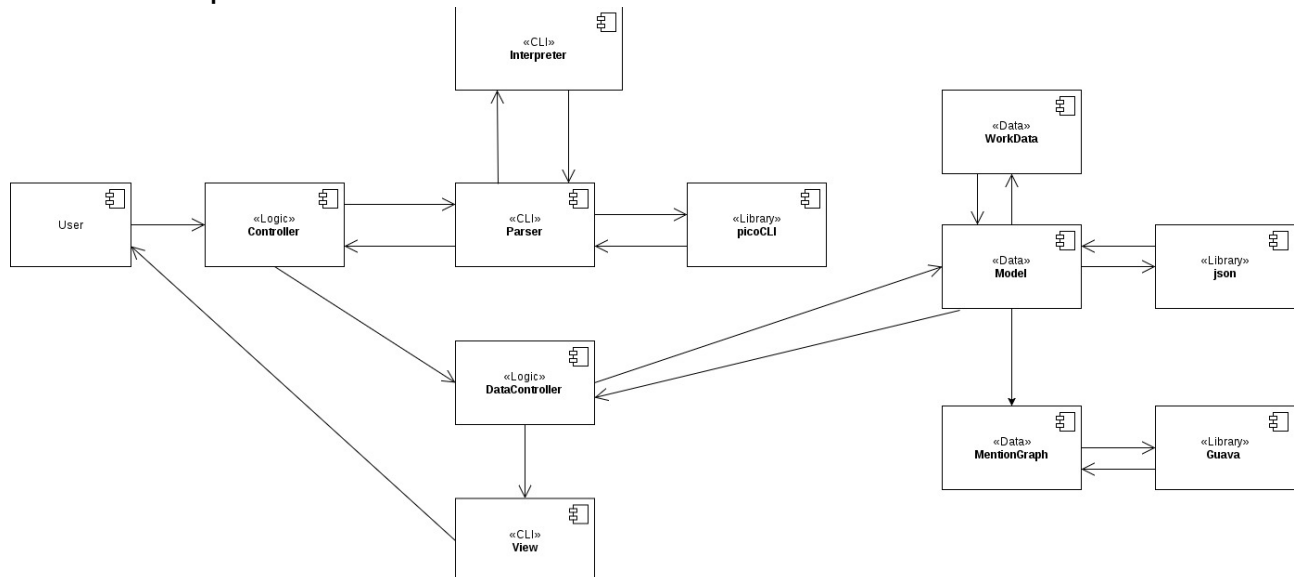 «CLI»
Interpreter
«Data»
WorkData
User
«Logic»
Controller
«CLI»
Parser
«Library»
picoCLI
«Data»
Model
«Library»
json
«Logic»
DataController
«Data»
MentionGraph
«Library»
Guava
«CLI»
View